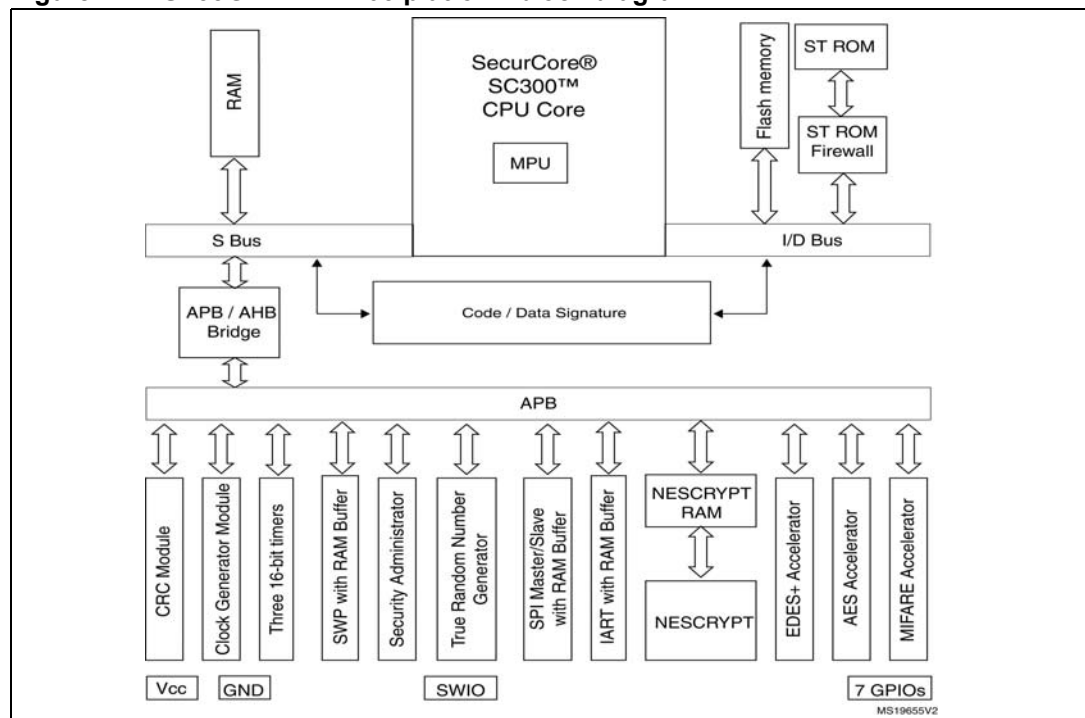 RAM
SecurCore®
SC300™
CPU Core
MPU
Flash memory
ST ROM
ST ROM
Firewall
S Bus
I/D Bus
APB / AHB
Bridge
Code / Data Signature
APB
CRC Module
Clock Generator Module
Three 16-bit timers
SWP with RAM Buffer
Security Administrator
True Random Number
Generator
SPI Master/Slave
with RAM Buffer
IART with RAM Buffer
NESCRYPT
RAM
NESCRYPT
EDES+ Accelerator
AES Accelerator
MIFARE Accelerator
Vcc
GND
SWIO
7 GPIOs
MS19655V2